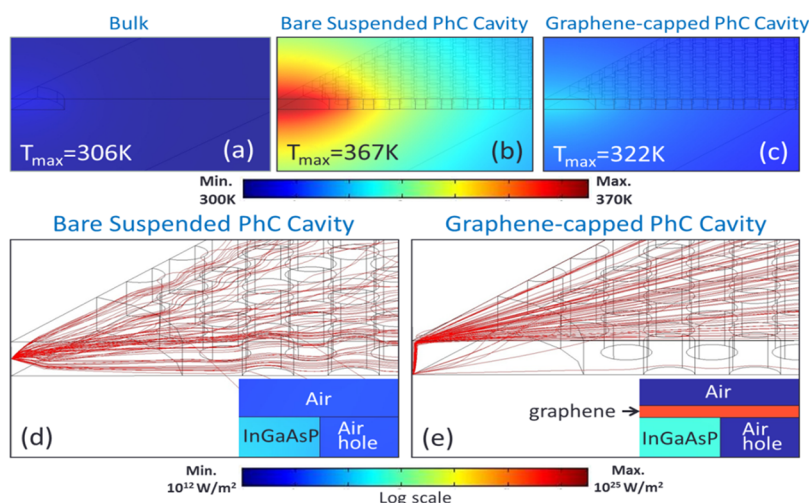 Bulk
Bare Suspended PhC Cavity
Graphene-capped PhC Cavity
Tmax=306K
(a)
Tmax=367K
(b)
Tmax=322K
(c)
Min.
300K
Max.
370K
Bare Suspended PhC Cavity
Graphene-capped PhC Cavity
(d)
Air
InGaAsP
Air
hole
(e)
graphene→
Air
InGaAsP
Air
hole
Min.
10¹² W/m²
Log scale
Max.
10²⁵ W/m²